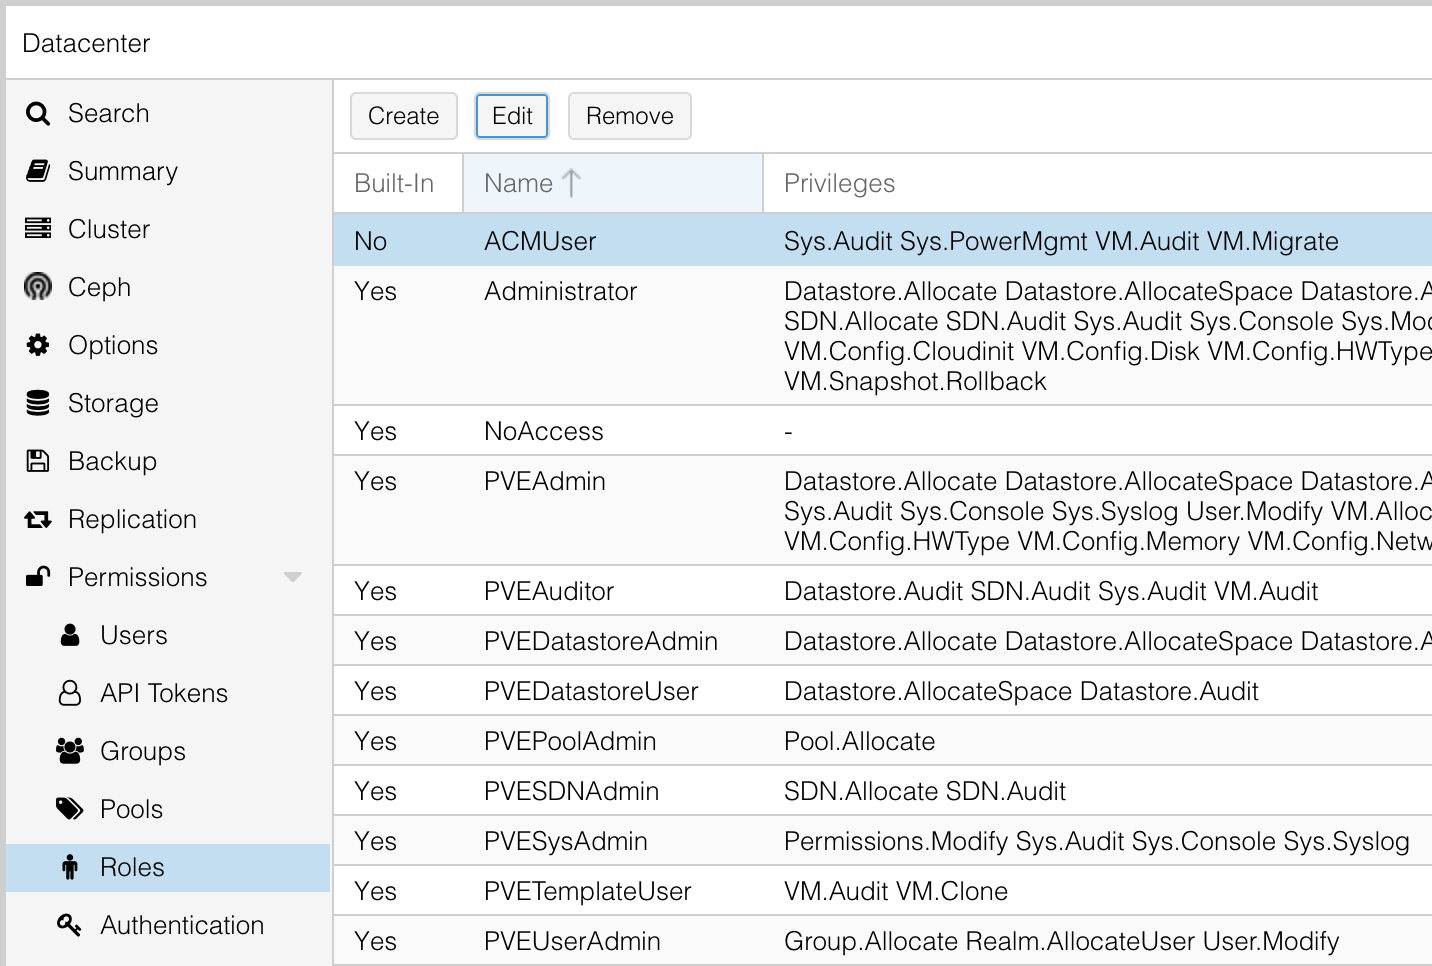 Datacenter
Search
Summary
Cluster
Ceph
Options
Storage
Backup
Replication
Permissions
Users
API Tokens
Groups
Pools
Roles
Authentication
Create Edit Remove
Built-In Name Privileges
No ACMUser Sys.Audit Sys.PowerMgmt VM.Audit VM.Migrate
Yes Administrator Datastore.Allocate Datastore.AllocateSpace Datastore.A
SDN.Allocate SDN.Audit Sys.Audit Sys.Console Sys.Mod
VM.Config.Cloudinit VM.Config.Disk VM.Config.HWType
VM.Snapshot.Rollback
Yes NoAccess -
Yes PVEAdmin Datastore.Allocate Datastore.AllocateSpace Datastore.A
Sys.Audit Sys.Console Sys.Syslog User.Modify VM.Alloc
VM.Config.HWType VM.Config.Memory VM.Config.Netw
Yes PVEAuditor Datastore.Audit SDN.Audit Sys.Audit VM.Audit
Yes PVEDatastoreAdmin Datastore.Allocate Datastore.AllocateSpace Datastore.A
Yes PVEDatastoreUser Datastore.AllocateSpace Datastore.Audit
Yes PVEPoolAdmin Pool.Allocate
Yes PVESDNAdmin SDN.Allocate SDN.Audit
Yes PVESysAdmin Permissions.Modify Sys.Audit Sys.Console Sys.Syslog
Yes PVETemplateUser VM.Audit VM.Clone
Yes PVEUserAdmin Group.Allocate Realm.AllocateUser User.Modify